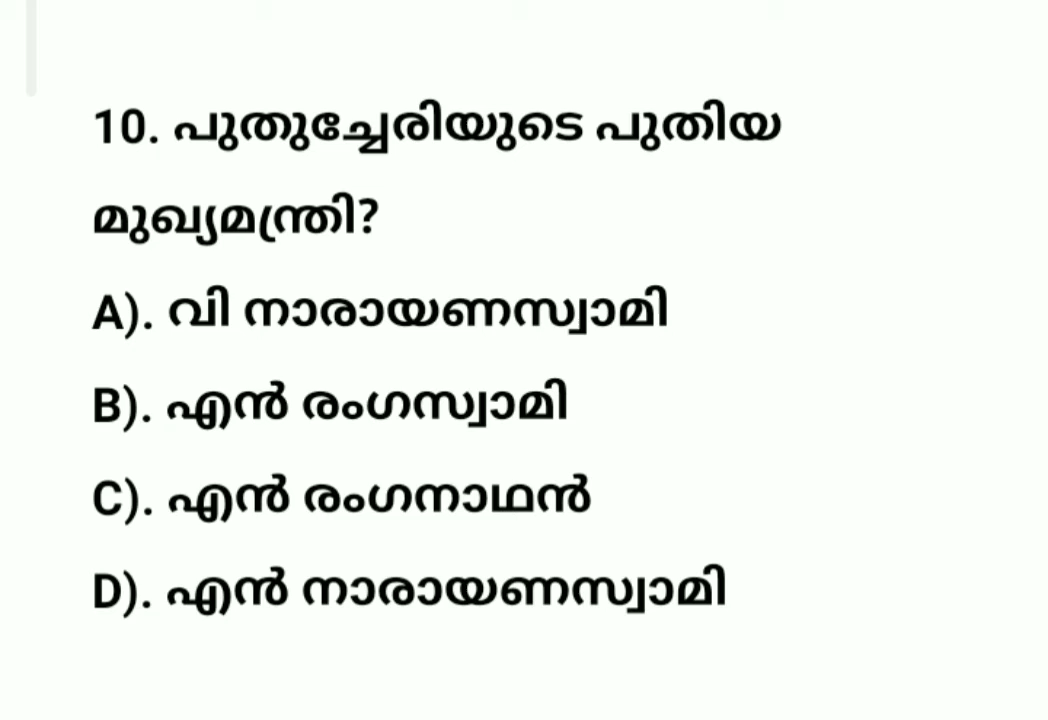 10. പുതുച്ചേരിയുടെ പുതിയ
മുഖ്യമന്ത്രി?
A). വി നാരായണസ്വാമി
B). എൻ രംഗസ്വാമി
C). എൻ രംഗനാഥൻ
D). എൻ നാരായണസ്വാമി